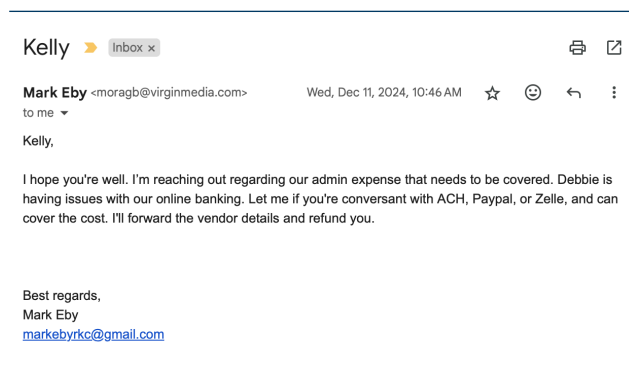 Kelly
Inbox ×
Mark Eby <moragb@virginmedia.com> Wed, Dec 11, 2024, 10:46 AM
to me
Kelly,
I hope you're well. I'm reaching out regarding our admin expense that needs to be covered. Debbie is
having issues with our online banking. Let me if you're conversant with ACH, Paypal, or Zelle, and can
cover the cost. I'll forward the vendor details and refund you.
Best regards,
Mark Eby
markebyrkc@gmail.com